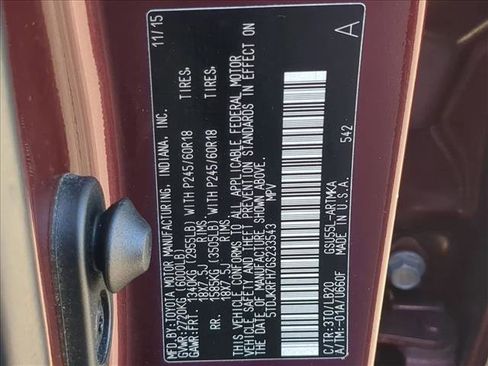 11/15
MFD.BY:TOYOTA MOTOR MANUFACTURING, INDIANA, INC.
GVWR:2720KG (6000LB)
GAWR:FRT. 1340KG (2955LB) WITH P245/60R18 TIRES,
18X7.5J RIMS
RR. 1585KG (3500LB) WITH P245/60R18 TIRES,
18X7.5J RIMS
THIS VEHICLE CONFORMS TO ALL APPLICABLE FEDERAL MOTOR
VEHICLE SAFETY AND THEFT PREVENTION STANDARDS IN EFFECT ON
THE DATE OF MANUFACTURE SHOWN ABOVE.
5TDJKRFH7GS233543 MPV
A
542
C/TR:3T0/LB20 GSU55L-ARTMKA
A/TM:-01A/U660F MADE IN U.S.A.